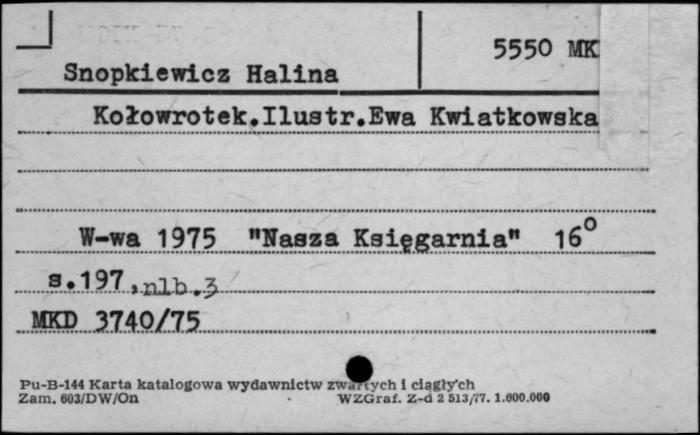 5550 MK
Snopkiewicz Halina
Kołowrotek.Ilustr.Ewa Kwiatkowska
W-wa 1975 "Nasza Księgarnia" 16°
s.197,nlb.3
MKD 3740/75
Pu-B-144 Karta katalogowa wydawnictw zwartych i ciągłych
Zam. 603/DW/On WZGraf. Z-d 2 513/77. 1.000.000